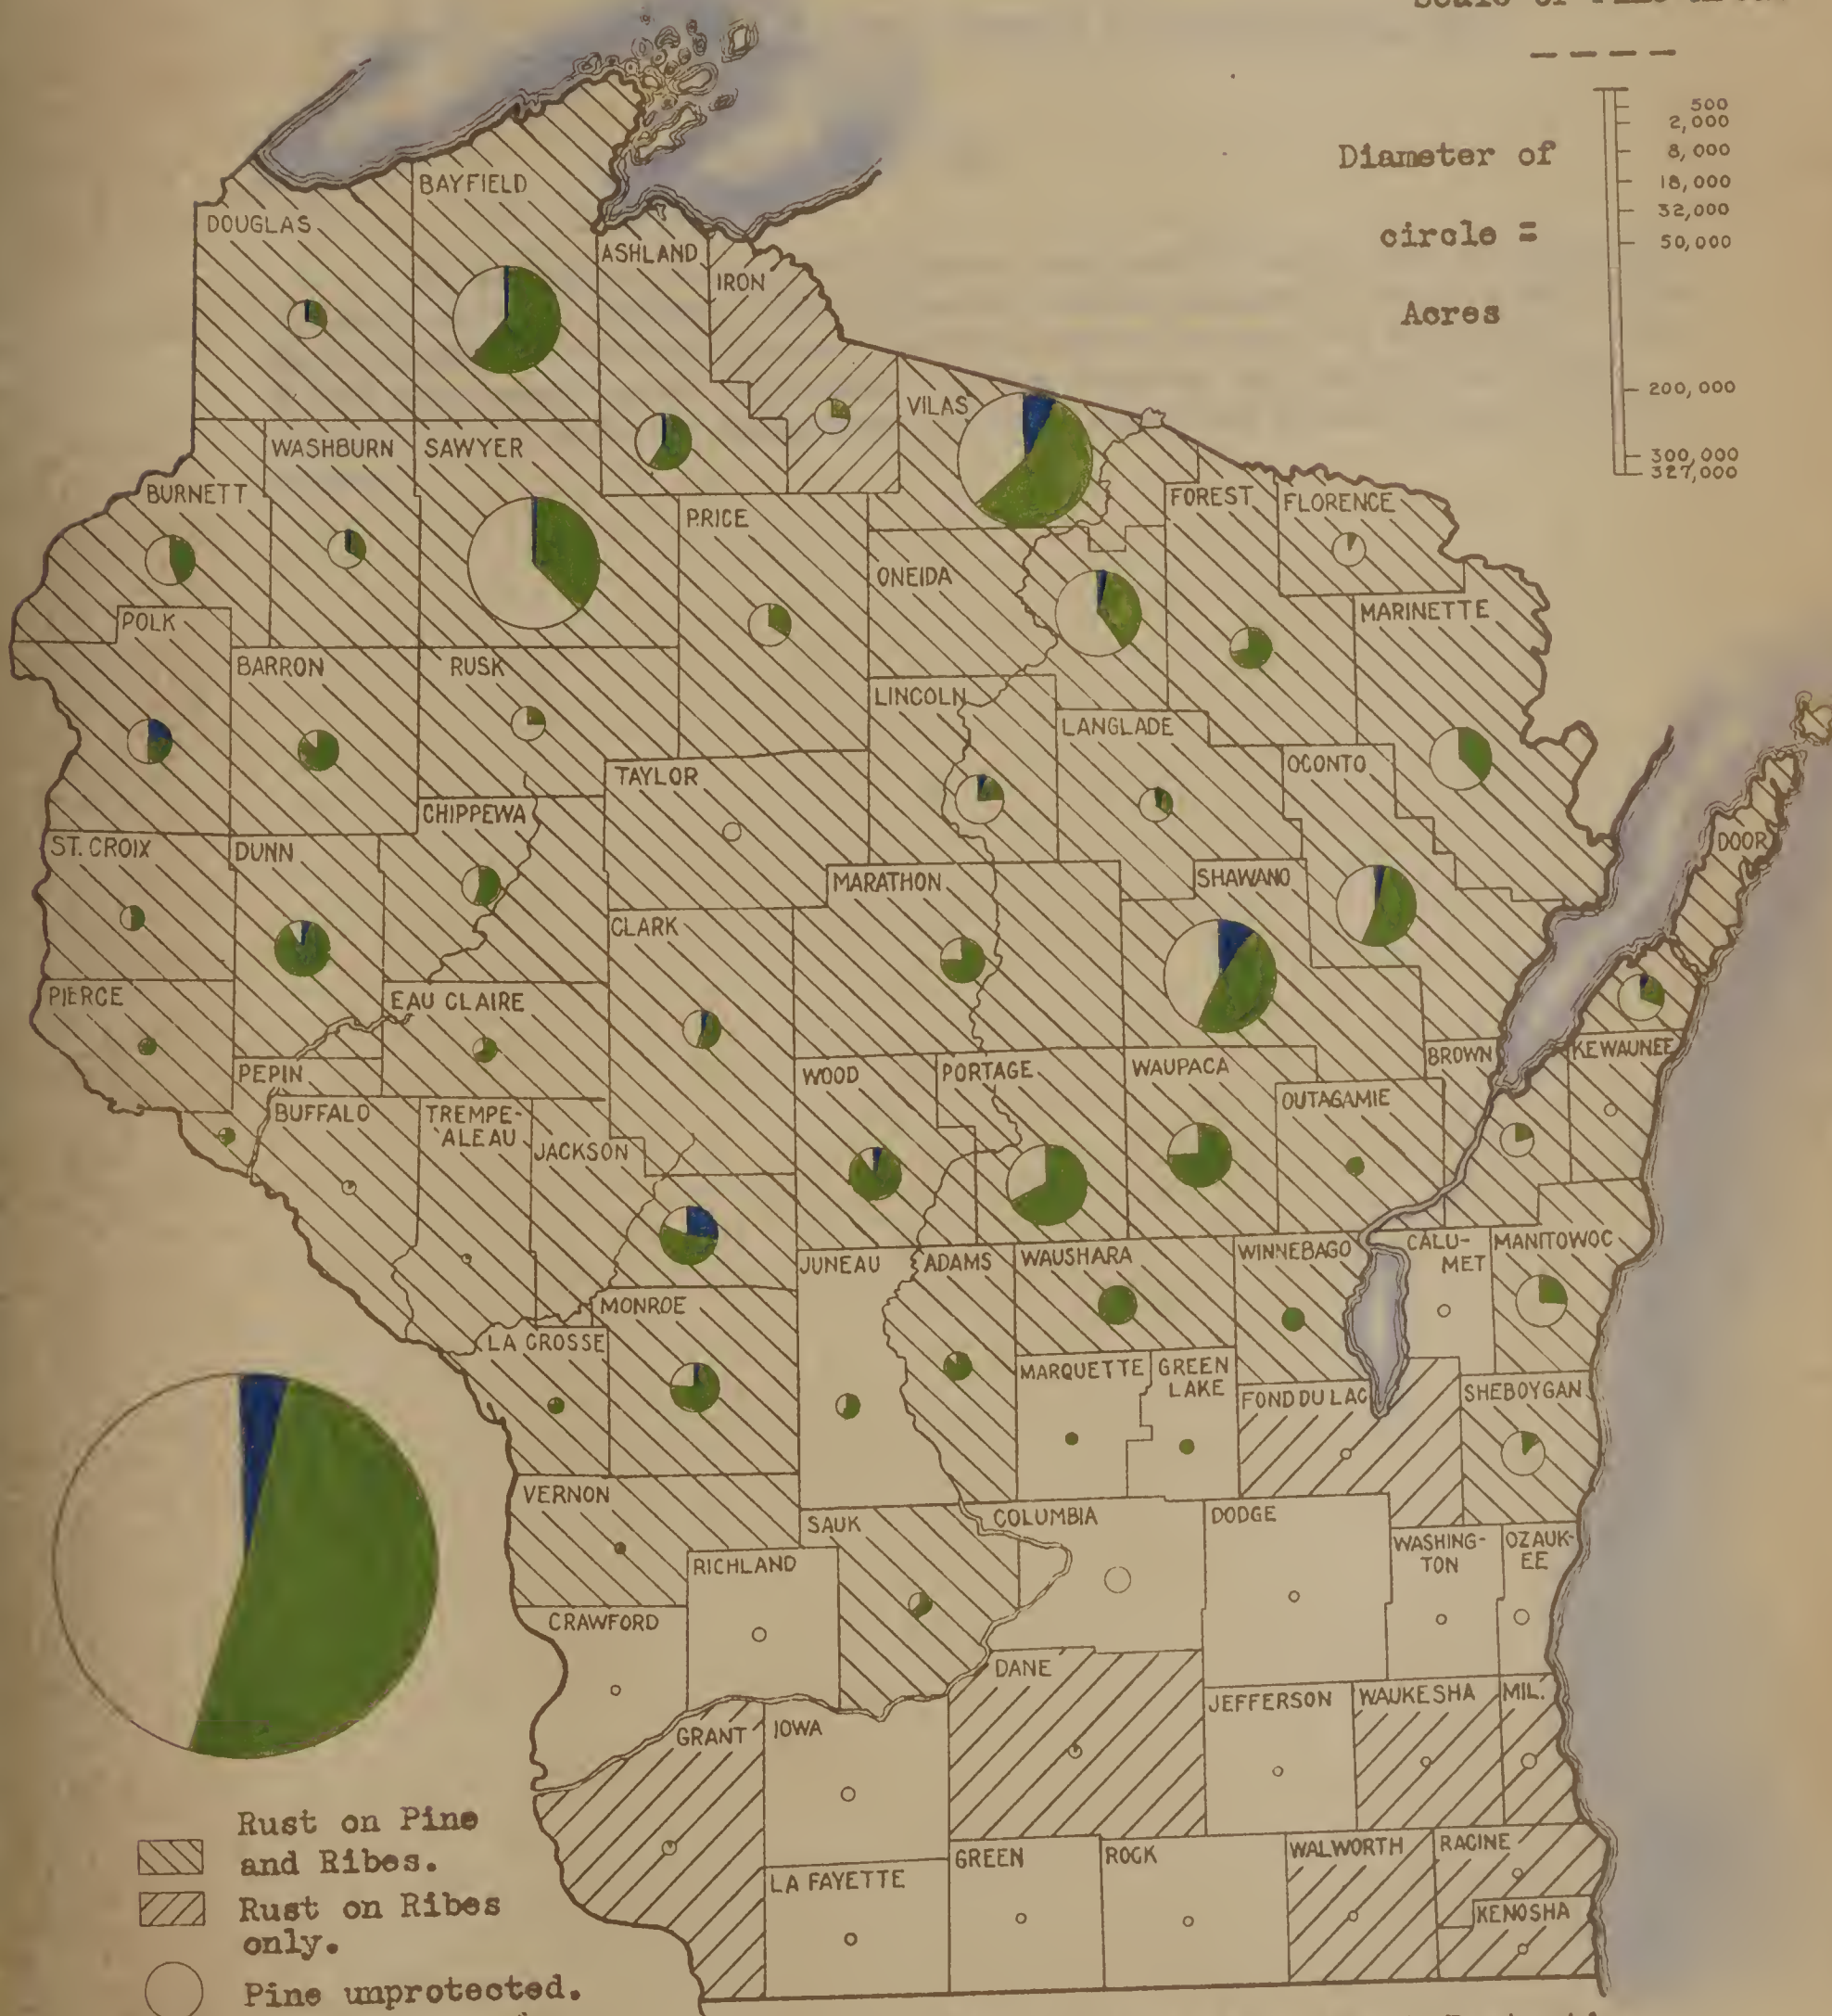 Scale of Pine
Diameter of
circle =
Acres
500
2,000
8,000
18,000
32,000
50,000
200,000
300,000
327,000
BAYFIELD
DOUGLAS
ASHLAND
IRON
VILAS
WASHBURN
SAWYER
BURNETT
PRICE
FOREST
FLORENCE
ONEIDA
POLK
MARINETTE
BARRON
RUSK
LINCOLN
LANGLADE
OCONTO
TAYLOR
CHIPPEWA
DOOR
ST. CROIX
DUNN
MARATHON
SHAWANO
CLARK
PIERCE
EAU CLAIRE
BROWN
KEWAUNEE
PEPIN
WOOD
PORTAGE
WAUPACA
OUTAGAMIE
BUFFALO
TREMPE-
ALEAU
JACKSON
JUNEAU
ADAMS
WAUSHARA
WINNEBAGO
CALU-
MET
MANITOWOC
MONROE
LA CROSSE
MARQUETTE
GREEN
LAKE
FOND DU LAC
SHEBOYGAN
VERNON
SAUK
COLUMBIA
DODGE
WASHING-
TON
OZAUK-
EE
RICHLAND
CRAWFORD
DANE
JEFFERSON
WAUKESHA
MIL.
GRANT
IOWA
LA FAYETTE
GREEN
ROCK
WALWORTH
RACINE
KENOSHA
Rust on Pine
and Ribes.
Rust on Ribes
only.
Pine unprotected.